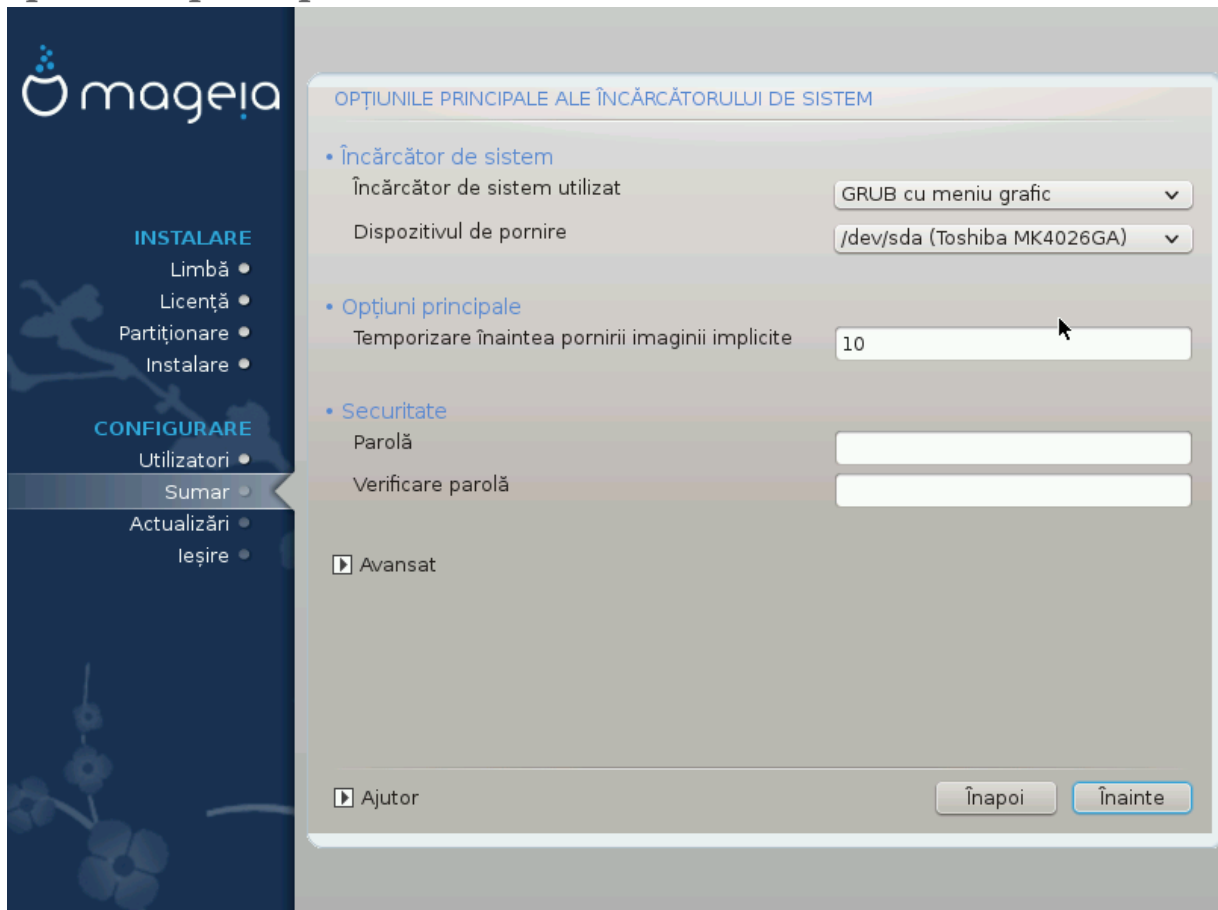 mageia
INSTALARE
Limbă
Licență
Partiționare
Instalare
CONFIGURARE
Utilizatori
Sumar
Actualizări
Ieșire
OPȚIUNILE PRINCIPALE ALE ÎNCĂRCĂTORULUI DE SISTEM
• Încărcător de sistem
Încărcător de sistem utilizat
GRUB cu meniu grafic
Dispozitivul de pornire
/dev/sda (Toshiba MK4026GA)
• Opțiuni principale
Temporizare înaintea pornirii imaginii implicite
10
• Securitate
Parolă
Verificare parolă
Avansat
Ajutor
Înapoi
Înainte